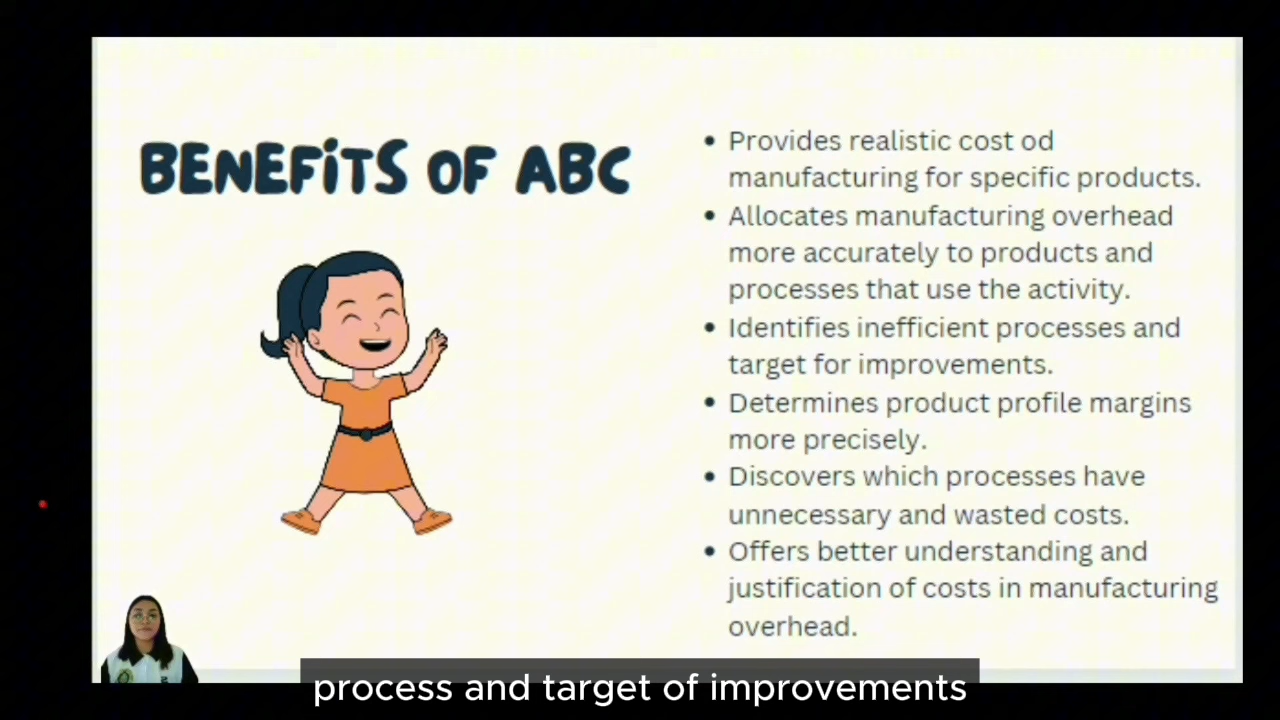 BENEFiTS OF ABC
• Provides realistic cost od
manufacturing for specific products.
• Allocates manufacturing overhead
more accurately to products and
processes that use the activity.
• Identifies inefficient processes and
target for improvements.
• Determines product profile margins
more precisely.
• Discovers which processes have
unnecessary and wasted costs.
• Offers better understanding and
justification of costs in manufacturing
overhead.
process and target of improvements